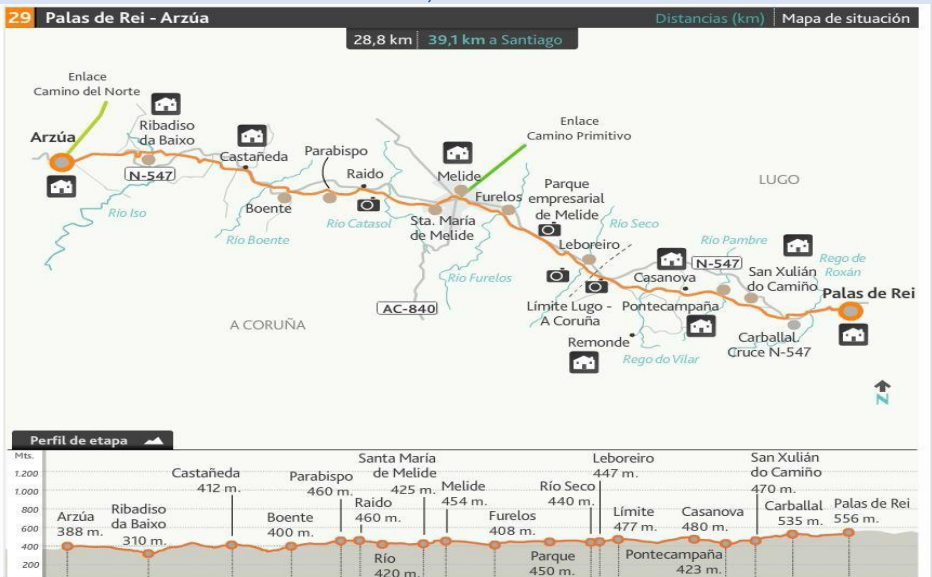 29 Palas de Rei - Arzúa
Distancias (km) Mapa de situación
28,8 km 39,1 km a Santiago
Enlace
Camino del Norte
Arzúa
Ribadiso
da Baixo
N-547
Castañeda
Parabispo
Raido
Melide
Enlace
Camino Primitivo
LUGO
Furelos
Parque
empresarial
de Melide
Río Iso
Boente
Río Boente
Río Catasol
Sta. María
de Melide
Río Furelos
AC-840
Río Seco
Leboreiro
Río Pambre
N-547
Rego de
Roxán
Casanova
San Xulián
do Camiño
Palas de Rei
Límite Lugo -
A Coruña
Pontecampaña
A CORUÑA
Remonde
Rego do Vilar
Carballal.
Cruce N-547
N
Perfil de etapa
Mts.
1.200
1.000
800
600
400
200
Arzúa
388 m.
Ribadiso
da Baixo
310 m.
Castañeda
412 m.
Boente
400 m.
Parabispo
460 m.
Raido
460 m.
Río
420 m.
Santa María
de Melide
425 m.
Melide
454 m.
Furelos
408 m.
Parque
450 m.
Río Seco
440 m.
Leboreiro
447 m.
Límite
477 m.
Casanova
480 m.
Pontecampaña
423 m.
San Xulián
do Camiño
470 m.
Carballal
535 m.
Palas de Rei
556 m.